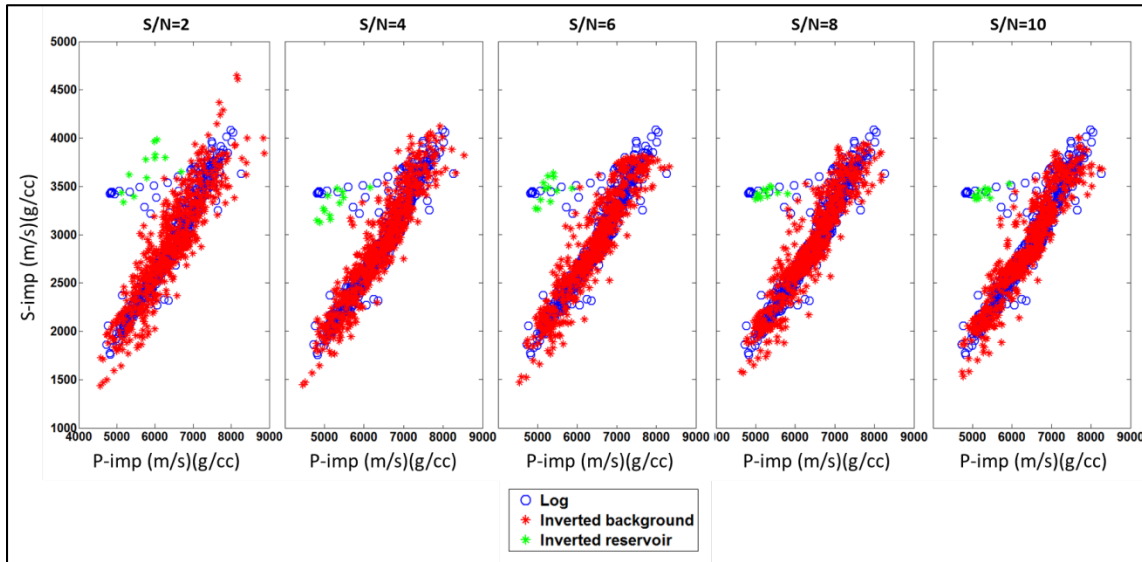 S/N=2 S/N=4 S/N=6 S/N=8 S/N=10
5000
4500
4000
3500
3000
2500
2000
1500
1000
S-imp (m/s)(g/cc)
4000 5000 6000 7000 8000 9000 5000 6000 7000 8000 9000 5000 6000 7000 8000 9000 5000 6000 7000 8000 9000 5000 6000 7000 8000 9000
P-imp (m/s)(g/cc) P-imp (m/s)(g/cc) P-imp (m/s)(g/cc) P-imp (m/s)(g/cc) P-imp (m/s)(g/cc)
Log
Inverted background
Inverted reservoir